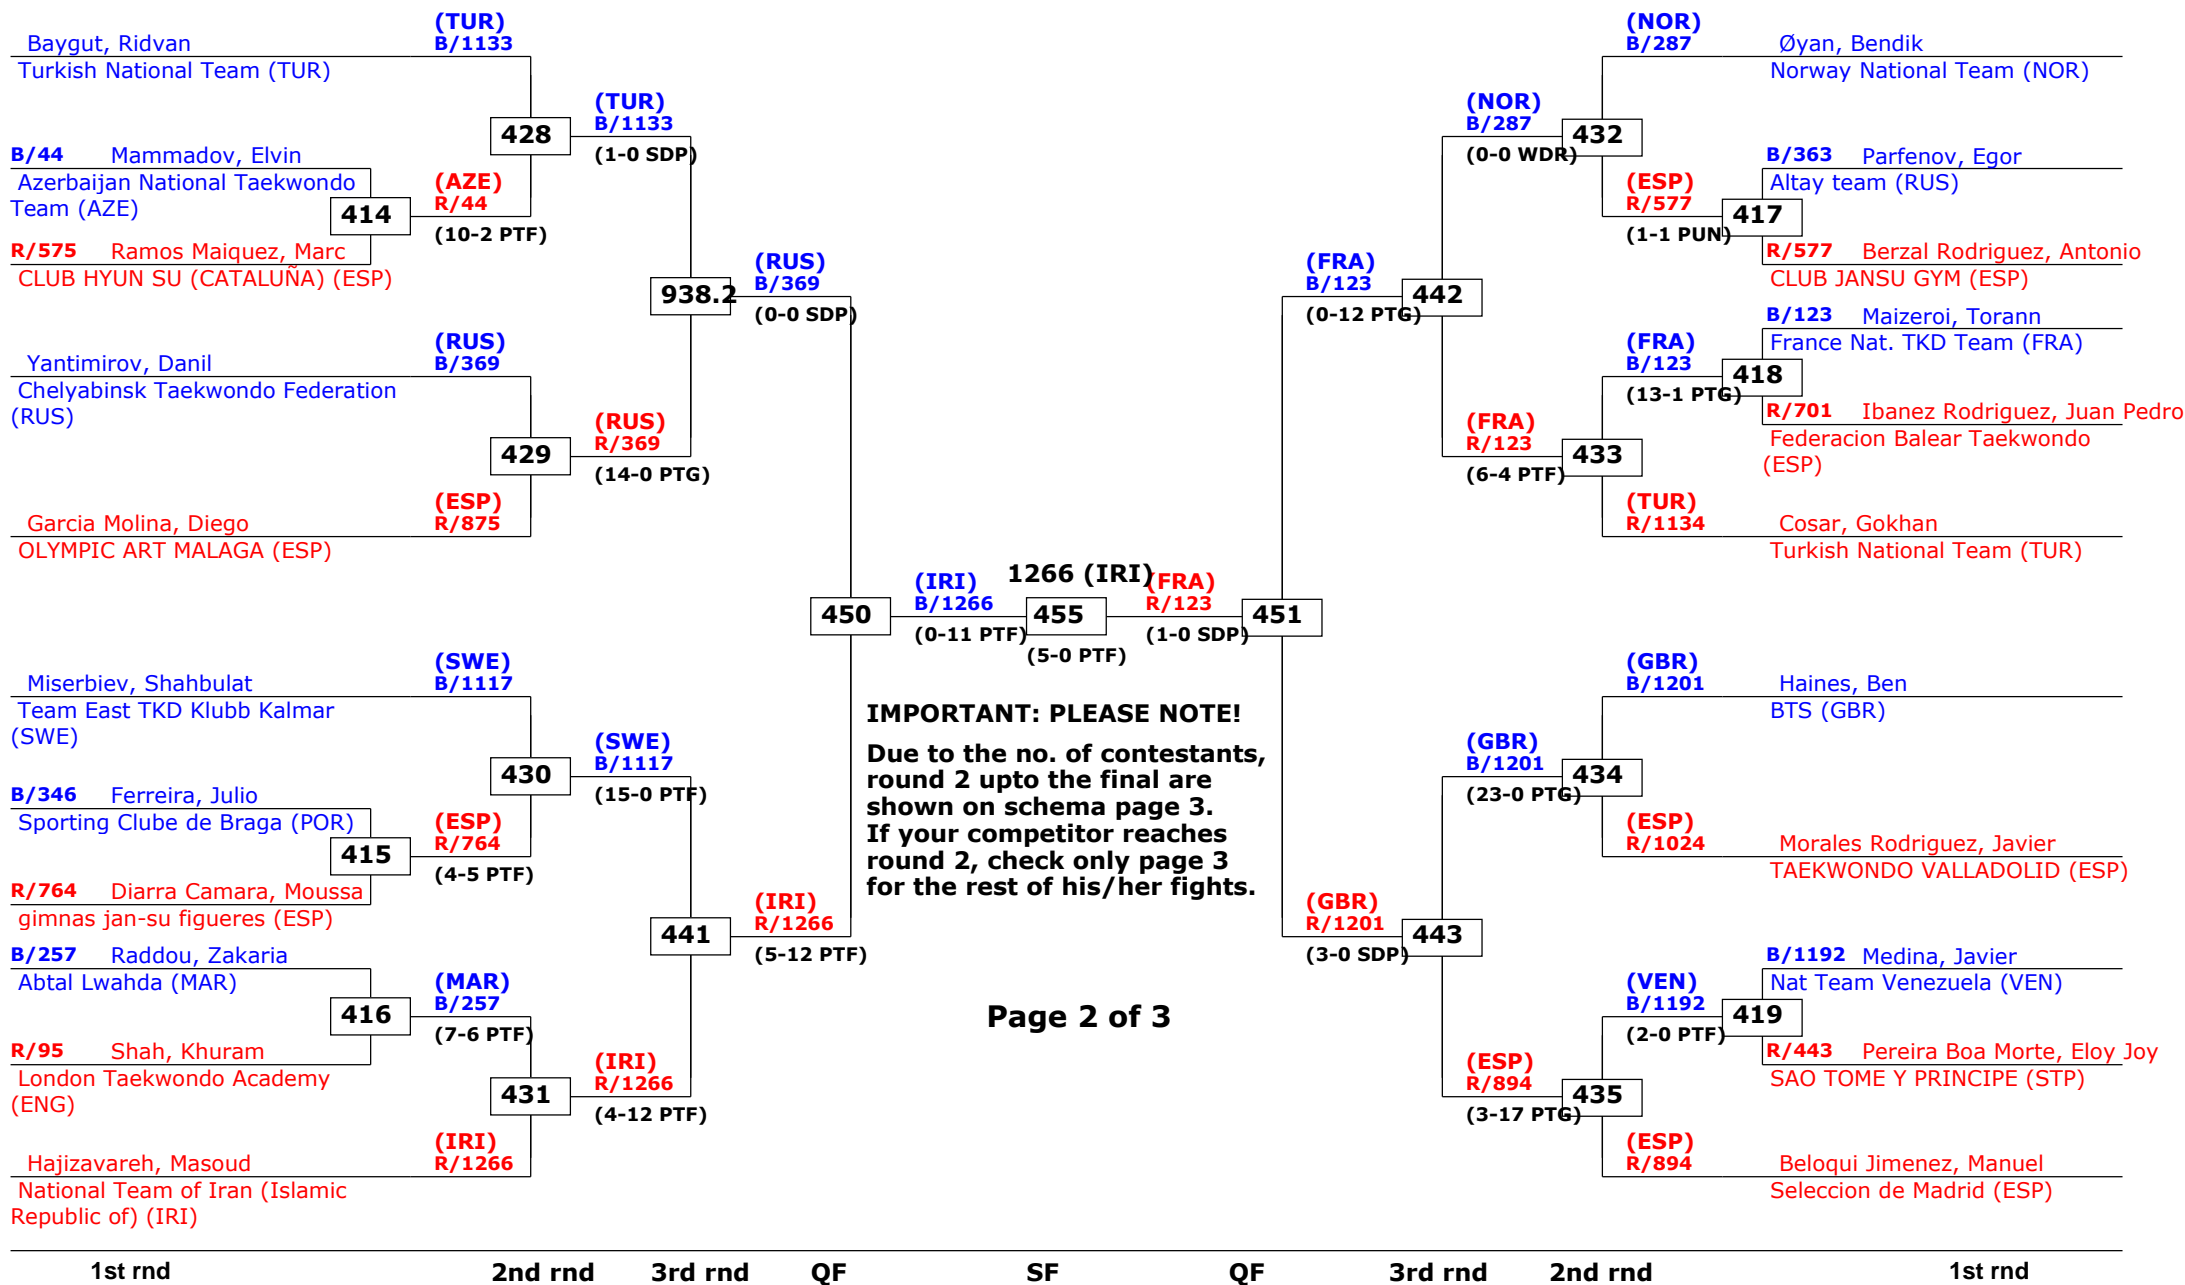 (TUR)
B/1133
Baygut, Ridvan
Turkish National Team (TUR)
(TUR)
B/1133
428
(1-0 SDP)
B/44 Mammadov, Elvin
Azerbaijan National Taekwondo
Team (AZE)
414
(AZE)
R/44
(10-2 PTF)
R/575 Ramos Maiquez, Marc
CLUB HYUN SU (CATALUÑA) (ESP)
938.2
(RUS)
B/369
(0-0 SDP)
(RUS)
B/369
Yantimirov, Danil
Chelyabinsk Taekwondo Federation
(RUS)
429
(RUS)
R/369
(14-0 PTG)
(ESP)
R/875
Garcia Molina, Diego
OLYMPIC ART MALAGA (ESP)
450
(IRI)
B/1266
(0-11 PTF)
1266 (IRI)
455
(5-0 PTF)
(FRA)
R/123
(1-0 SDP)
451
(SWE)
B/1117
Miserbiev, Shahbulat
Team East TKD Klubb Kalmar
(SWE)
430
(SWE)
B/1117
(15-0 PTF)
B/346 Ferreira, Julio
Sporting Clube de Braga (POR)
415
(ESP)
R/764
(4-5 PTF)
R/764 Diarra Camara, Moussa
gimnas jan-su figueres (ESP)
441
(IRI)
R/1266
(5-12 PTF)
B/257 Raddou, Zakaria
Abtal Lwahda (MAR)
416
(MAR)
B/257
(7-6 PTF)
R/95 Shah, Khuram
London Taekwondo Academy
(ENG)
431
(IRI)
R/1266
(4-12 PTF)
(IRI)
R/1266
Hajizavareh, Masoud
National Team of Iran (Islamic
Republic of) (IRI)
IMPORTANT: PLEASE NOTE!
Due to the no. of contestants,
round 2 upto the final are
shown on schema page 3.
If your competitor reaches
round 2, check only page 3
for the rest of his/her fights.
Page 2 of 3
(NOR)
B/287
Øyan, Bendik
Norway National Team (NOR)
(NOR)
B/287
432
(0-0 WDR)
B/363 Parfenov, Egor
Altay team (RUS)
(ESP)
R/577
417
(1-1 PUN)
R/577 Berzal Rodriguez, Antonio
CLUB JANSU GYM (ESP)
(FRA)
B/123
442
(0-12 PTG)
B/123 Maizeroi, Torann
France Nat. TKD Team (FRA)
(FRA)
B/123
418
(13-1 PTG)
R/701 Ibanez Rodriguez, Juan Pedro
Federacion Balear Taekwondo
(ESP)
(FRA)
R/123
433
(6-4 PTF)
(TUR)
R/1134
Cosar, Gokhan
Turkish National Team (TUR)
(GBR)
B/1201
Haines, Ben
BTS (GBR)
(GBR)
B/1201
434
(23-0 PTG)
(ESP)
R/1024
Morales Rodriguez, Javier
TAEKWONDO VALLADOLID (ESP)
(GBR)
R/1201
443
(3-0 SDP)
B/1192 Medina, Javier
Nat Team Venezuela (VEN)
(VEN)
B/1192
419
(2-0 PTF)
R/443 Pereira Boa Morte, Eloy Joy
SAO TOME Y PRINCIPE (STP)
(ESP)
R/894
435
(3-17 PTG)
(ESP)
R/894
Beloqui Jimenez, Manuel
Seleccion de Madrid (ESP)
1st rnd 2nd rnd 3rd rnd QF SF QF 3rd rnd 2nd rnd 1st rnd